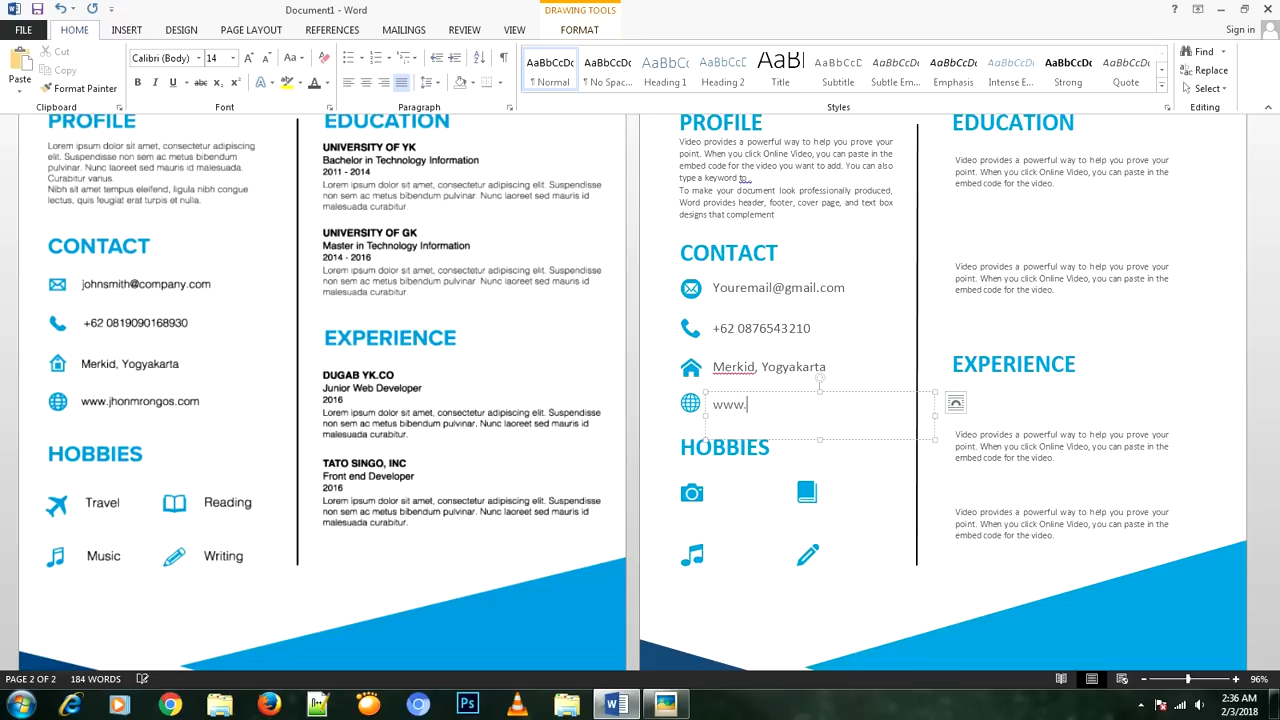 Document1 - Word
DRAWING TOOLS
FILE HOME INSERT DESIGN PAGE LAYOUT REFERENCES MAILINGS REVIEW VIEW FORMAT
Sign in
Paste
Cut
Copy
Format Painter
Clipboard
Calibri (Body) 14
Font
Paragraph
AaBbCcDc AaBbCcDc AaBbCc AaBbCcD AaBl AaBbCcDc AaBbCcDc AaBbCcDc AaBbCcDc AaBbCcDc AaBbCcDc
¶ Normal ¶ No Spac... Heading 1 Heading 2 Title Subtitle Subtle Em... Emphasis Intense E... Strong Quote
Styles
Find
Replace
Select
Editing
PROFILE
Lorem ipsum dolor sit amet, consectetur adipiscing
elit. Suspendisse non sem ac metus bibendum
pulvinar. Nunc laoreet sed mauris id malesuada.
Curabitur varius.
Nibh sit amet tempus eleifend, ligula nibh congue
lectus, quis feugiat erat turpis et nulla.
CONTACT
johnsmith@company.com
+62 0819090168930
Merkid, Yogyakarta
www.jhonmrongos.com
HOBBIES
Travel Reading
Music Writing
EDUCATION
UNIVERSITY OF YK
Bachelor in Technology Information
2011 - 2014
Lorem ipsum dolor sit amet, consectetur adipiscing elit. Suspendisse
non sem ac metus bibendum pulvinar. Nunc laoreet sed mauris id
malesuada curabitur.
UNIVERSITY OF GK
Master in Technology Information
2014 - 2016
Lorem ipsum dolor sit amet, consectetur adipiscing elit. Suspendisse
non sem ac metus bibendum pulvinar. Nunc laoreet sed mauris id
malesuada curabitur.
EXPERIENCE
DUGAB YK.CO
Junior Web Developer
2016
Lorem ipsum dolor sit amet, consectetur adipiscing elit. Suspendisse
non sem ac metus bibendum pulvinar. Nunc laoreet sed mauris id
malesuada curabitur.
TATO SINGO, INC
Front end Developer
2016
Lorem ipsum dolor sit amet, consectetur adipiscing elit. Suspendisse
non sem ac metus bibendum pulvinar. Nunc laoreet sed mauris id
malesuada curabitur.
PROFILE
Video provides a powerful way to help you prove your
point. When you click Online Video, you can paste in the
embed code for the video you want to add. You can also
type a keyword to ..
To make your document look professionally produced,
Word provides header, footer, cover page, and text box
designs that complement
CONTACT
Youremail@gmail.com
+62 0876543210
Merkid, Yogyakarta
www.
HOBBIES
EDUCATION
Video provides a powerful way to help you prove your
point. When you click Online Video, you can paste in the
embed code for the video.
Video provides a powerful way to help you prove your
point. When you click Online Video, you can paste in the
embed code for the video.
EXPERIENCE
Video provides a powerful way to help you prove your
point. When you click Online Video, you can paste in the
embed code for the video.
Video provides a powerful way to help you prove your
point. When you click Online Video, you can paste in the
embed code for the video.
PAGE 2 OF 2 184 WORDS
96%
2:36 AM
2/3/2018